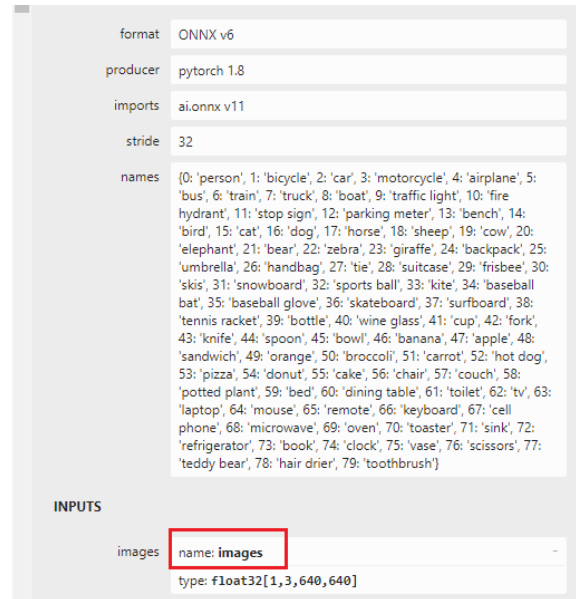 format ONNX v6
producer pytorch 1.8
imports ai.onnx v11
stride 32
names {0: 'person', 1: 'bicycle', 2: 'car', 3: 'motorcycle', 4: 'airplane', 5:
'bus', 6: 'train', 7: 'truck', 8: 'boat', 9: 'traffic light', 10: 'fire
hydrant', 11: 'stop sign', 12: 'parking meter', 13: 'bench', 14:
'bird', 15: 'cat', 16: 'dog', 17: 'horse', 18: 'sheep', 19: 'cow', 20:
'elephant', 21: 'bear', 22: 'zebra', 23: 'giraffe', 24: 'backpack', 25:
'umbrella', 26: 'handbag', 27: 'tie', 28: 'suitcase', 29: 'frisbee', 30:
'skis', 31: 'snowboard', 32: 'sports ball', 33: 'kite', 34: 'baseball
bat', 35: 'baseball glove', 36: 'skateboard', 37: 'surfboard', 38:
'tennis racket', 39: 'bottle', 40: 'wine glass', 41: 'cup', 42: 'fork',
43: 'knife', 44: 'spoon', 45: 'bowl', 46: 'banana', 47: 'apple', 48:
'sandwich', 49: 'orange', 50: 'broccoli', 51: 'carrot', 52: 'hot dog',
53: 'pizza', 54: 'donut', 55: 'cake', 56: 'chair', 57: 'couch', 58:
'potted plant', 59: 'bed', 60: 'dining table', 61: 'toilet', 62: 'tv', 63:
'laptop', 64: 'mouse', 65: 'remote', 66: 'keyboard', 67: 'cell
phone', 68: 'microwave', 69: 'oven', 70: 'toaster', 71: 'sink', 72:
'refrigerator', 73: 'book', 74: 'clock', 75: 'vase', 76: 'scissors', 77:
'teddy bear', 78: 'hair drier', 79: 'toothbrush'}
INPUTS
images name: images -
type: float32[1,3,640,640]